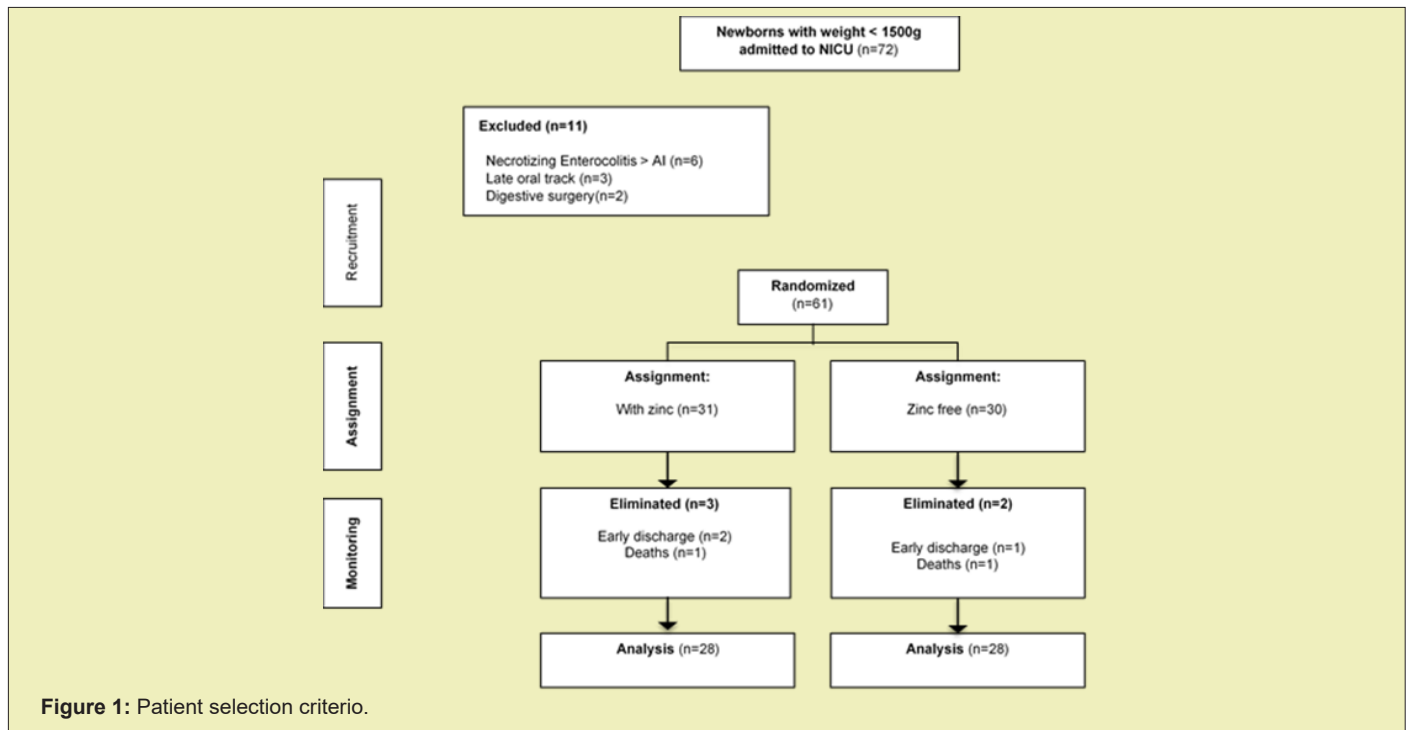 Newborns with weight < 1500g
admitted to NICU (n=72)
Excluded (n=11)
Necrotizing Enterocolitis > AI (n=6)
Late oral track (n=3)
Digestive surgery(n=2)
Recruitment
Randomized
(n=61)
Assignment
Assignment:
With zinc (n=31)
Assignment:
Zinc free (n=30)
Monitoring
Eliminated (n=3)
Early discharge (n=2)
Deaths (n=1)
Eliminated (n=2)
Early discharge (n=1)
Deaths (n=1)
Analysis (n=28)
Analysis (n=28)
Figure 1: Patient selection criterio.